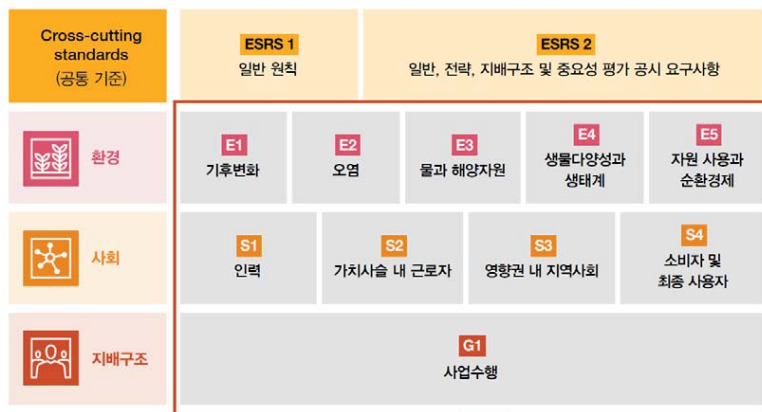 Cross-cutting
standards
(공통 기준)
ESRS 1
일반 원칙
ESRS 2
일반, 전략, 지배구조 및 중요성 평가 공시 요구사항
환경
E1
기후변화
E2
오염
E3
물과 해양자원
E4
생물다양성과
생태계
E5
자원 사용과
순환경제
사회
S1
인력
S2
가치사슬 내 근로자
S3
영향권 내 지역사회
S4
소비자 및
최종 사용자
지배구조
G1
사업수행